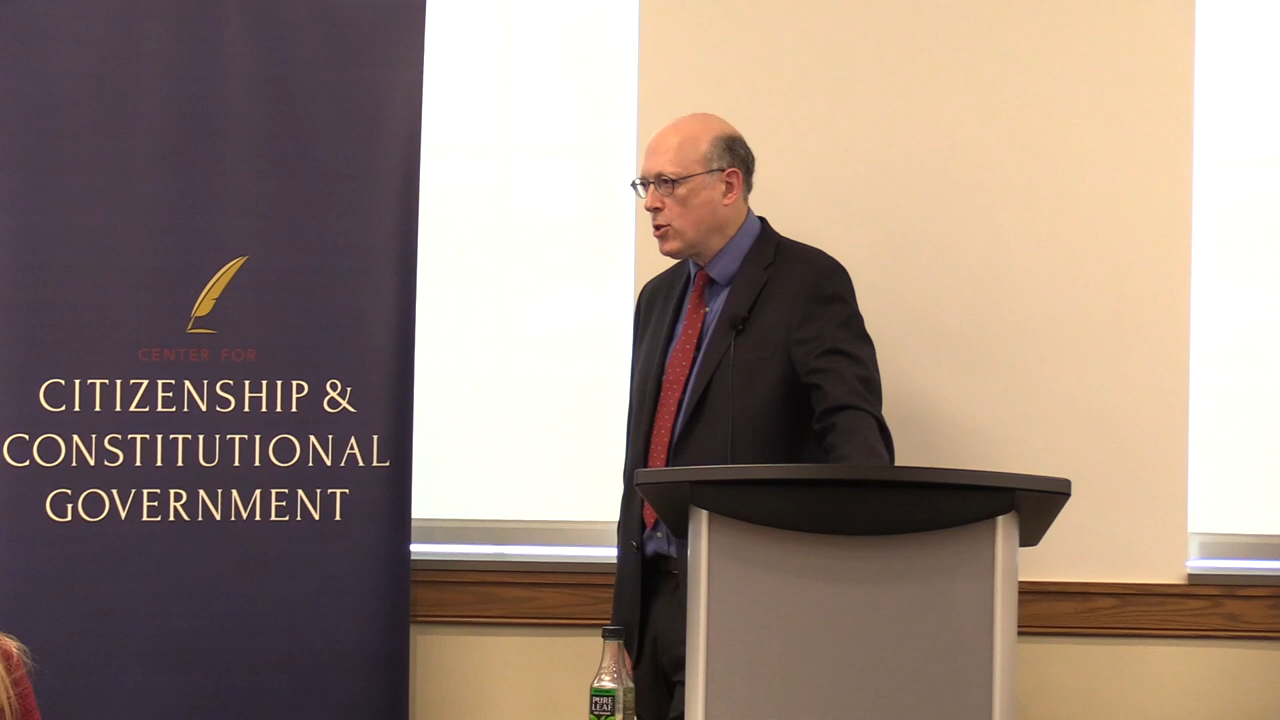 CENTER FOR
CITIZENSHIP &
CONSTITUTIONAL
GOVERNMENT
PURE
LEAF